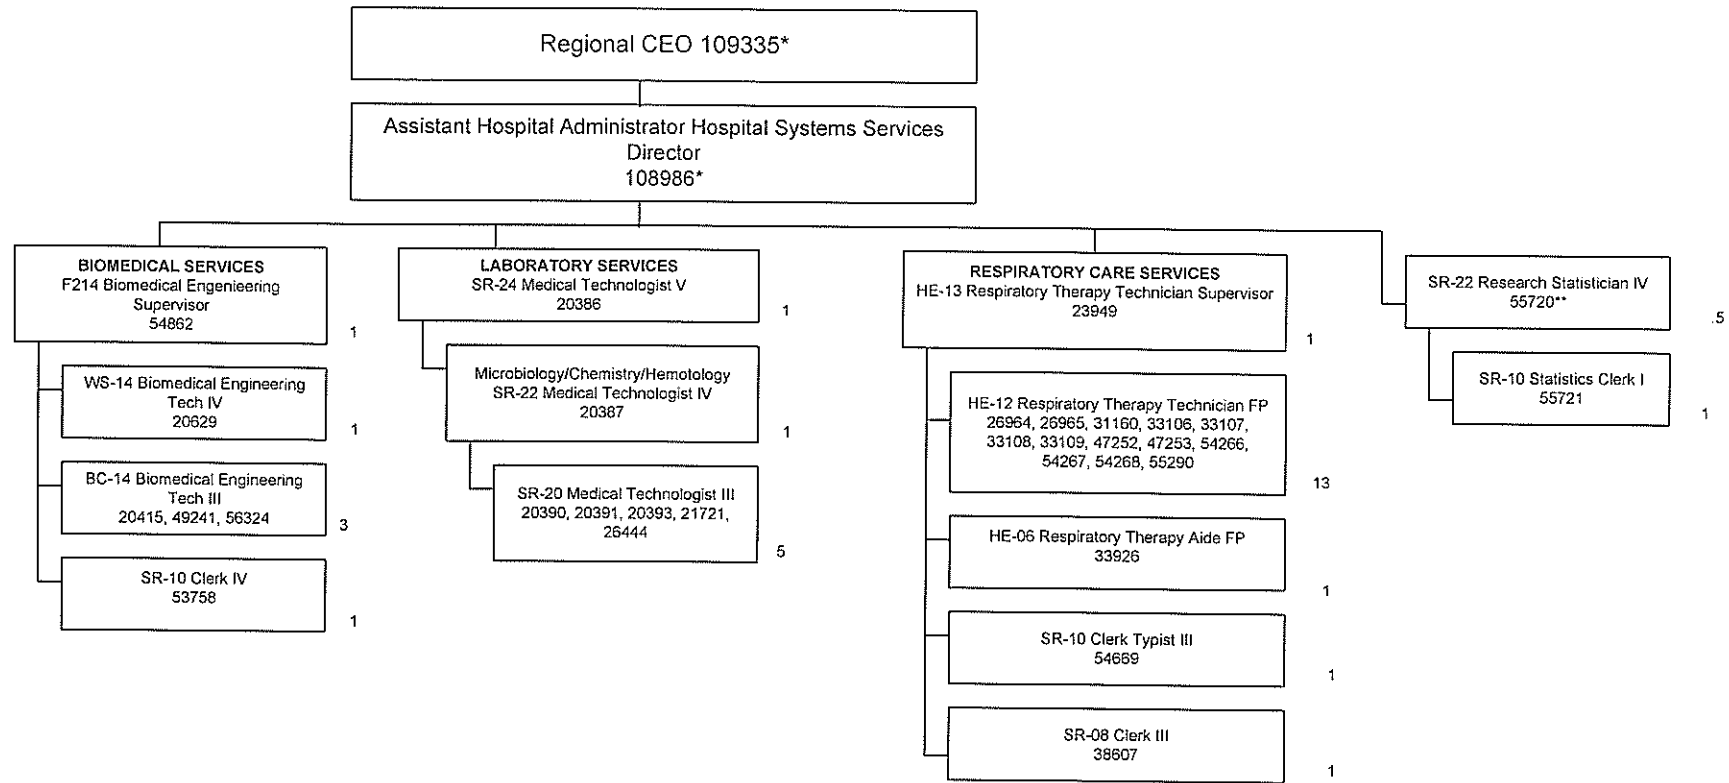 Regional CEO 109335*
Assistant Hospital Administrator Hospital Systems Services
Director
108986*
BIOMEDICAL SERVICES
F214 Biomedical Engenieering
Supervisor
54862
1
WS-14 Biomedical Engineering
Tech IV
20629
1
BC-14 Biomedical Engineering
Tech III
20415, 49241, 56324
3
SR-10 Clerk IV
53758
1
LABORATORY SERVICES
SR-24 Medical Technologist V
20386
1
Microbiology/Chemistry/Hemotology
SR-22 Medical Technologist IV
20387
1
SR-20 Medical Technologist III
20390, 20391, 20393, 21721,
26444
5
RESPIRATORY CARE SERVICES
HE-13 Respiratory Therapy Technician Supervisor
23949
1
HE-12 Respiratory Therapy Technician FP
26964, 26965, 31160, 33106, 33107,
33108, 33109, 47252, 47253, 54266,
54267, 54268, 55290
13
HE-06 Respiratory Therapy Aide FP
33926
1
SR-10 Clerk Typist III
54669
1
SR-08 Clerk III
38607
1
SR-22 Research Statistician IV
55720**
.5
SR-10 Statistics Clerk I
55721
1